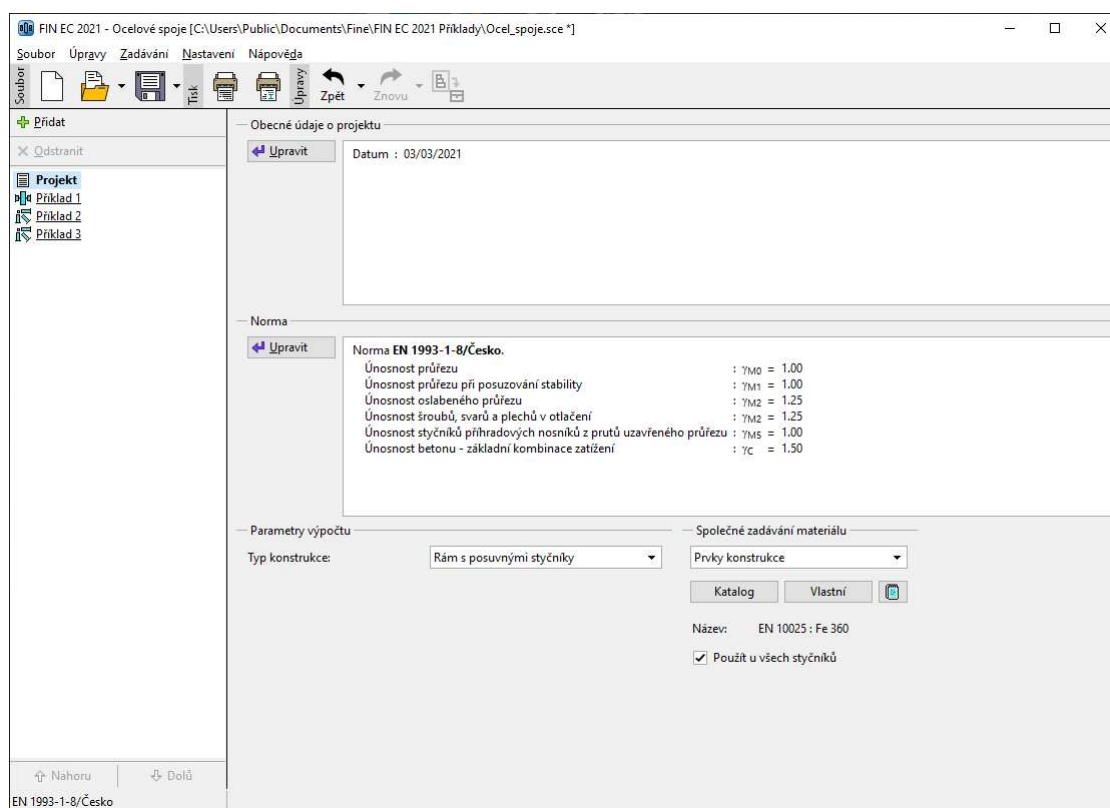 FIN EC 2021 - Ocelové spoje [C:\Users\Public\Documents\Fine\FIN EC 2021 Příklady\Ocel_spoje.sce *]
Soubor Úpravy Zadávání Nastavení Nápověda
Soubor
Tisk
Úpravy
Zpět
Znovu
Přidat
Odstranit
Projekt
Příklad 1
Příklad 2
Příklad 3
Obecné údaje o projektu
Upravit
Datum : 03/03/2021
Norma
Upravit
Norma EN 1993-1-8/Česko.
Únosnost průřezu : γM0 = 1.00
Únosnost průřezu při posuzování stability : γM1 = 1.00
Únosnost oslabeného průřezu : γM2 = 1.25
Únosnost šroubů, svarů a plechů v otlačení : γM2 = 1.25
Únosnost styčníků příhradových nosníků z prutů uzavřeného průřezu : γM5 = 1.00
Únosnost betonu - základní kombinace zatížení : γC = 1.50
Parametry výpočtu
Typ konstrukce: Rám s posuvnými styčníky
Společné zadávání materiálu
Prvky konstrukce
Katalog Vlastní
Název: EN 10025 : Fe 360
Použít u všech styčníků
Nahoru Dolů
EN 1993-1-8/Česko